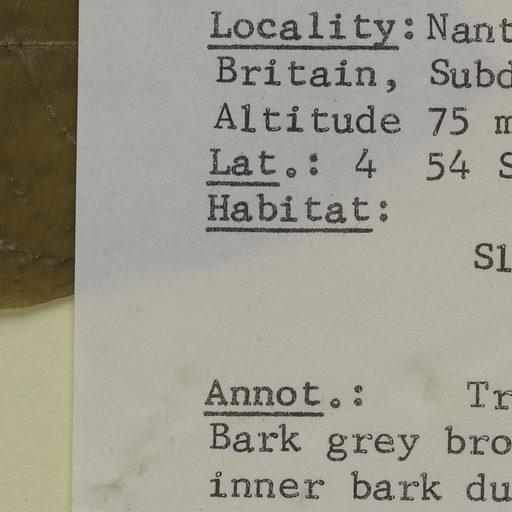 Locality: Nant
Britain, Subd
Altitude 75 m
Lat.: 4 54 S
Habitat:
Sl
Annot.: Tr
Bark grey bro
inner bark du